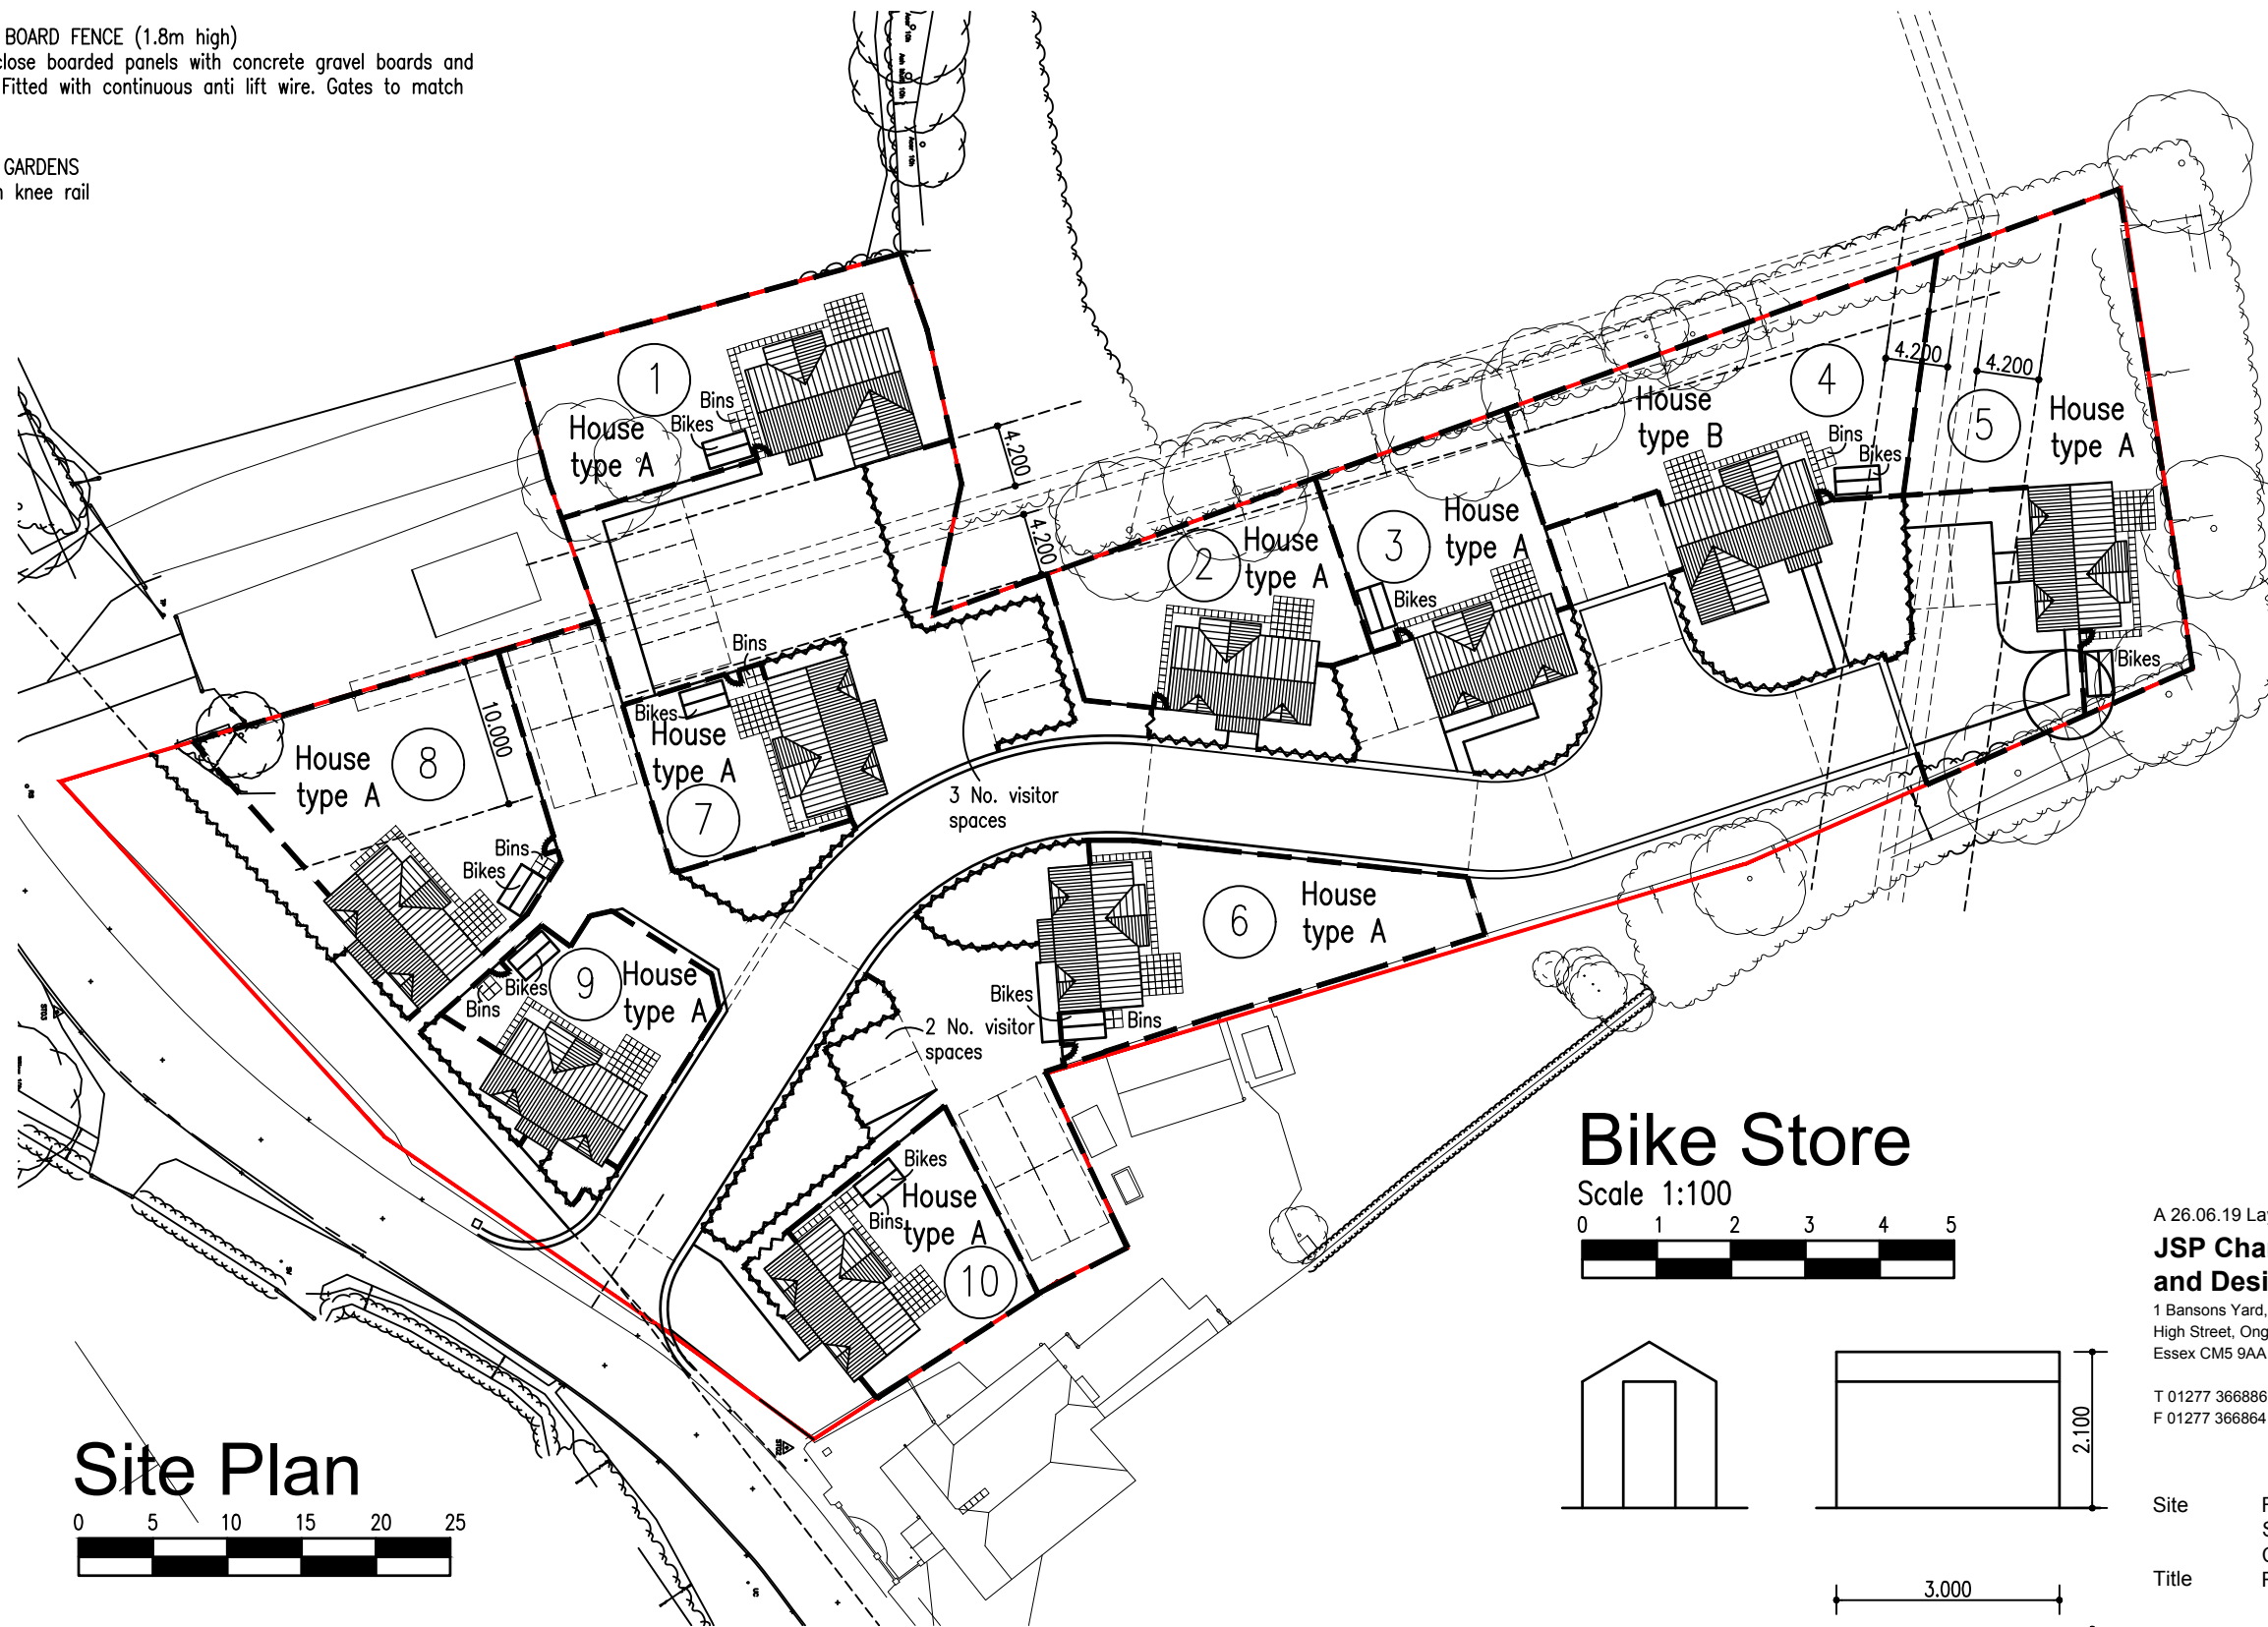 BOARD FENCE (1.8m high)
close boarded panels with concrete gravel boards and
Fitted with continuous anti lift wire. Gates to match
GARDENS
knee rail
1
House
type A
Bins
Bikes
4.200
4.200
2
House
type A
3
House
type A
Bikes
House
type B
4
Bins
Bikes
4.200
4.200
5
House
type A
Bikes
8
House
type A
10.000
Bins
Bikes
Bins
Bikes
House
type A
7
3 No. visitor
spaces
6
House
type A
Bikes
Bins
9
House
type A
Bikes
Bins
2 No. visitor
spaces
Bikes
House
type A
Bins
10
Site Plan
0 5 10 15 20 25
Bike Store
Scale 1:100
0 1 2 3 4 5
2.100
3.000
A 26.06.19
JSP Cha
and Desi
1 Bansons Yard,
High Street, Ong
Essex CM5 9AA
T 01277 366886
F 01277 366864
Site
Title